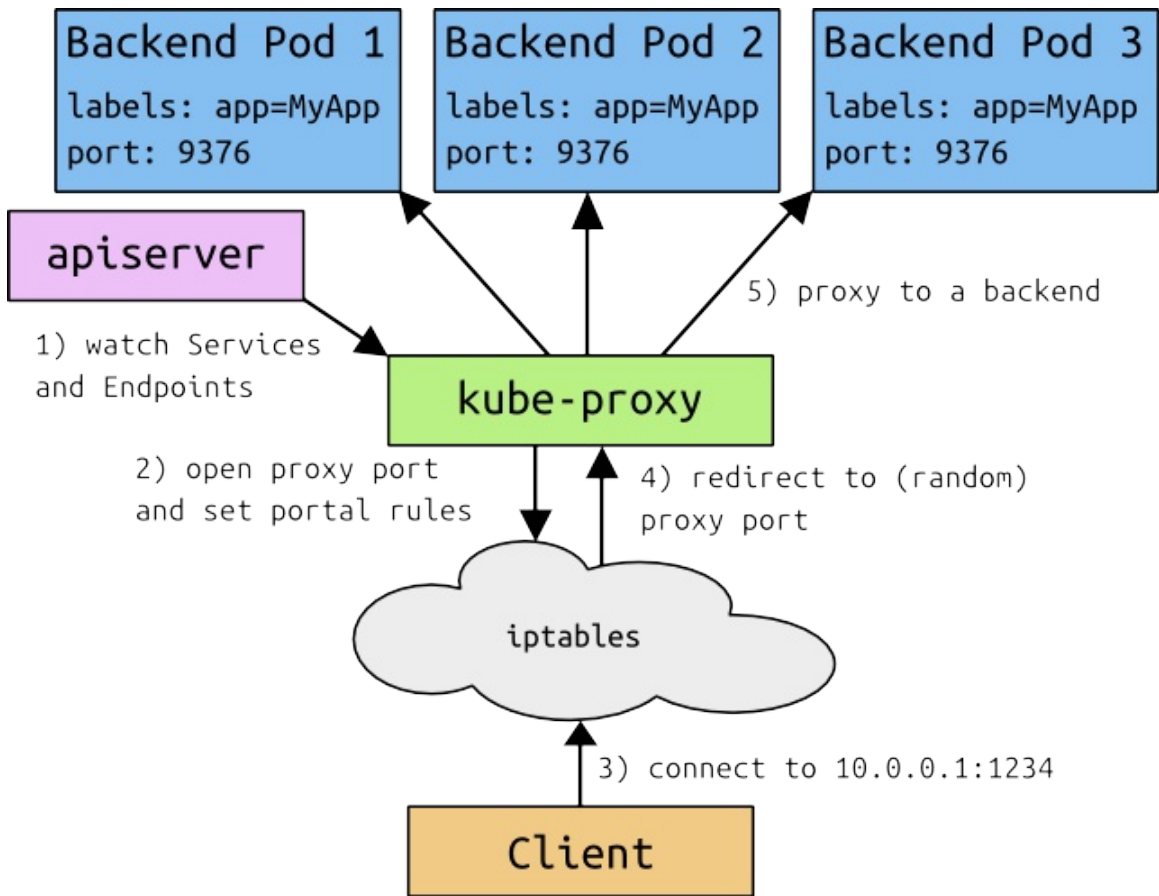 Backend Pod 1
labels: app=MyApp
port: 9376
Backend Pod 2
labels: app=MyApp
port: 9376
Backend Pod 3
labels: app=MyApp
port: 9376
apiserver
5) proxy to a backend
1) watch Services
and Endpoints
kube-proxy
2) open proxy port
and set portal rules
4) redirect to (random)
proxy port
iptables
3) connect to 10.0.0.1:1234
Client